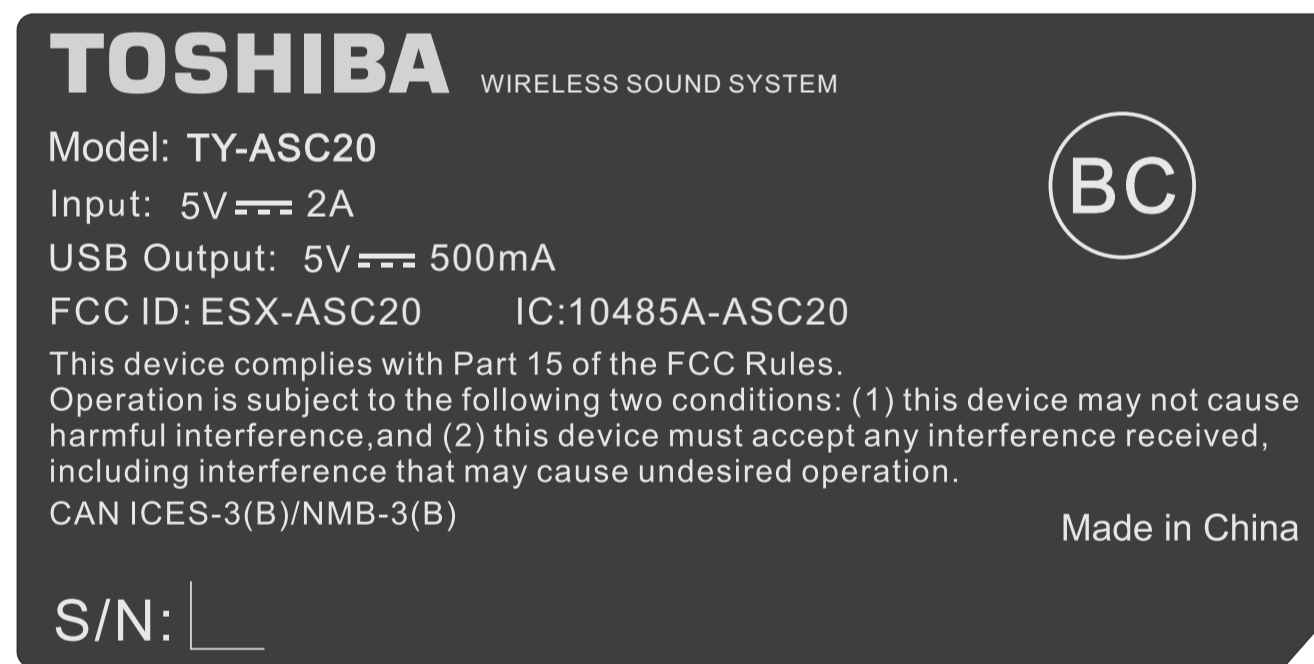 TOSHIBA WIRELESS SOUND SYSTEM
Model: TY-ASC20
BC
Input: 5V⎓2A
USB Output: 5V⎓500mA
FCC ID: ESX-ASC20 IC:10485A-ASC20
This device complies with Part 15 of the FCC Rules.
Operation is subject to the following two conditions: (1) this device may not cause
harmful interference,and (2) this device must accept any interference received,
including interference that may cause undesired operation.
CAN ICES-3(B)/NMB-3(B)
Made in China
S/N: